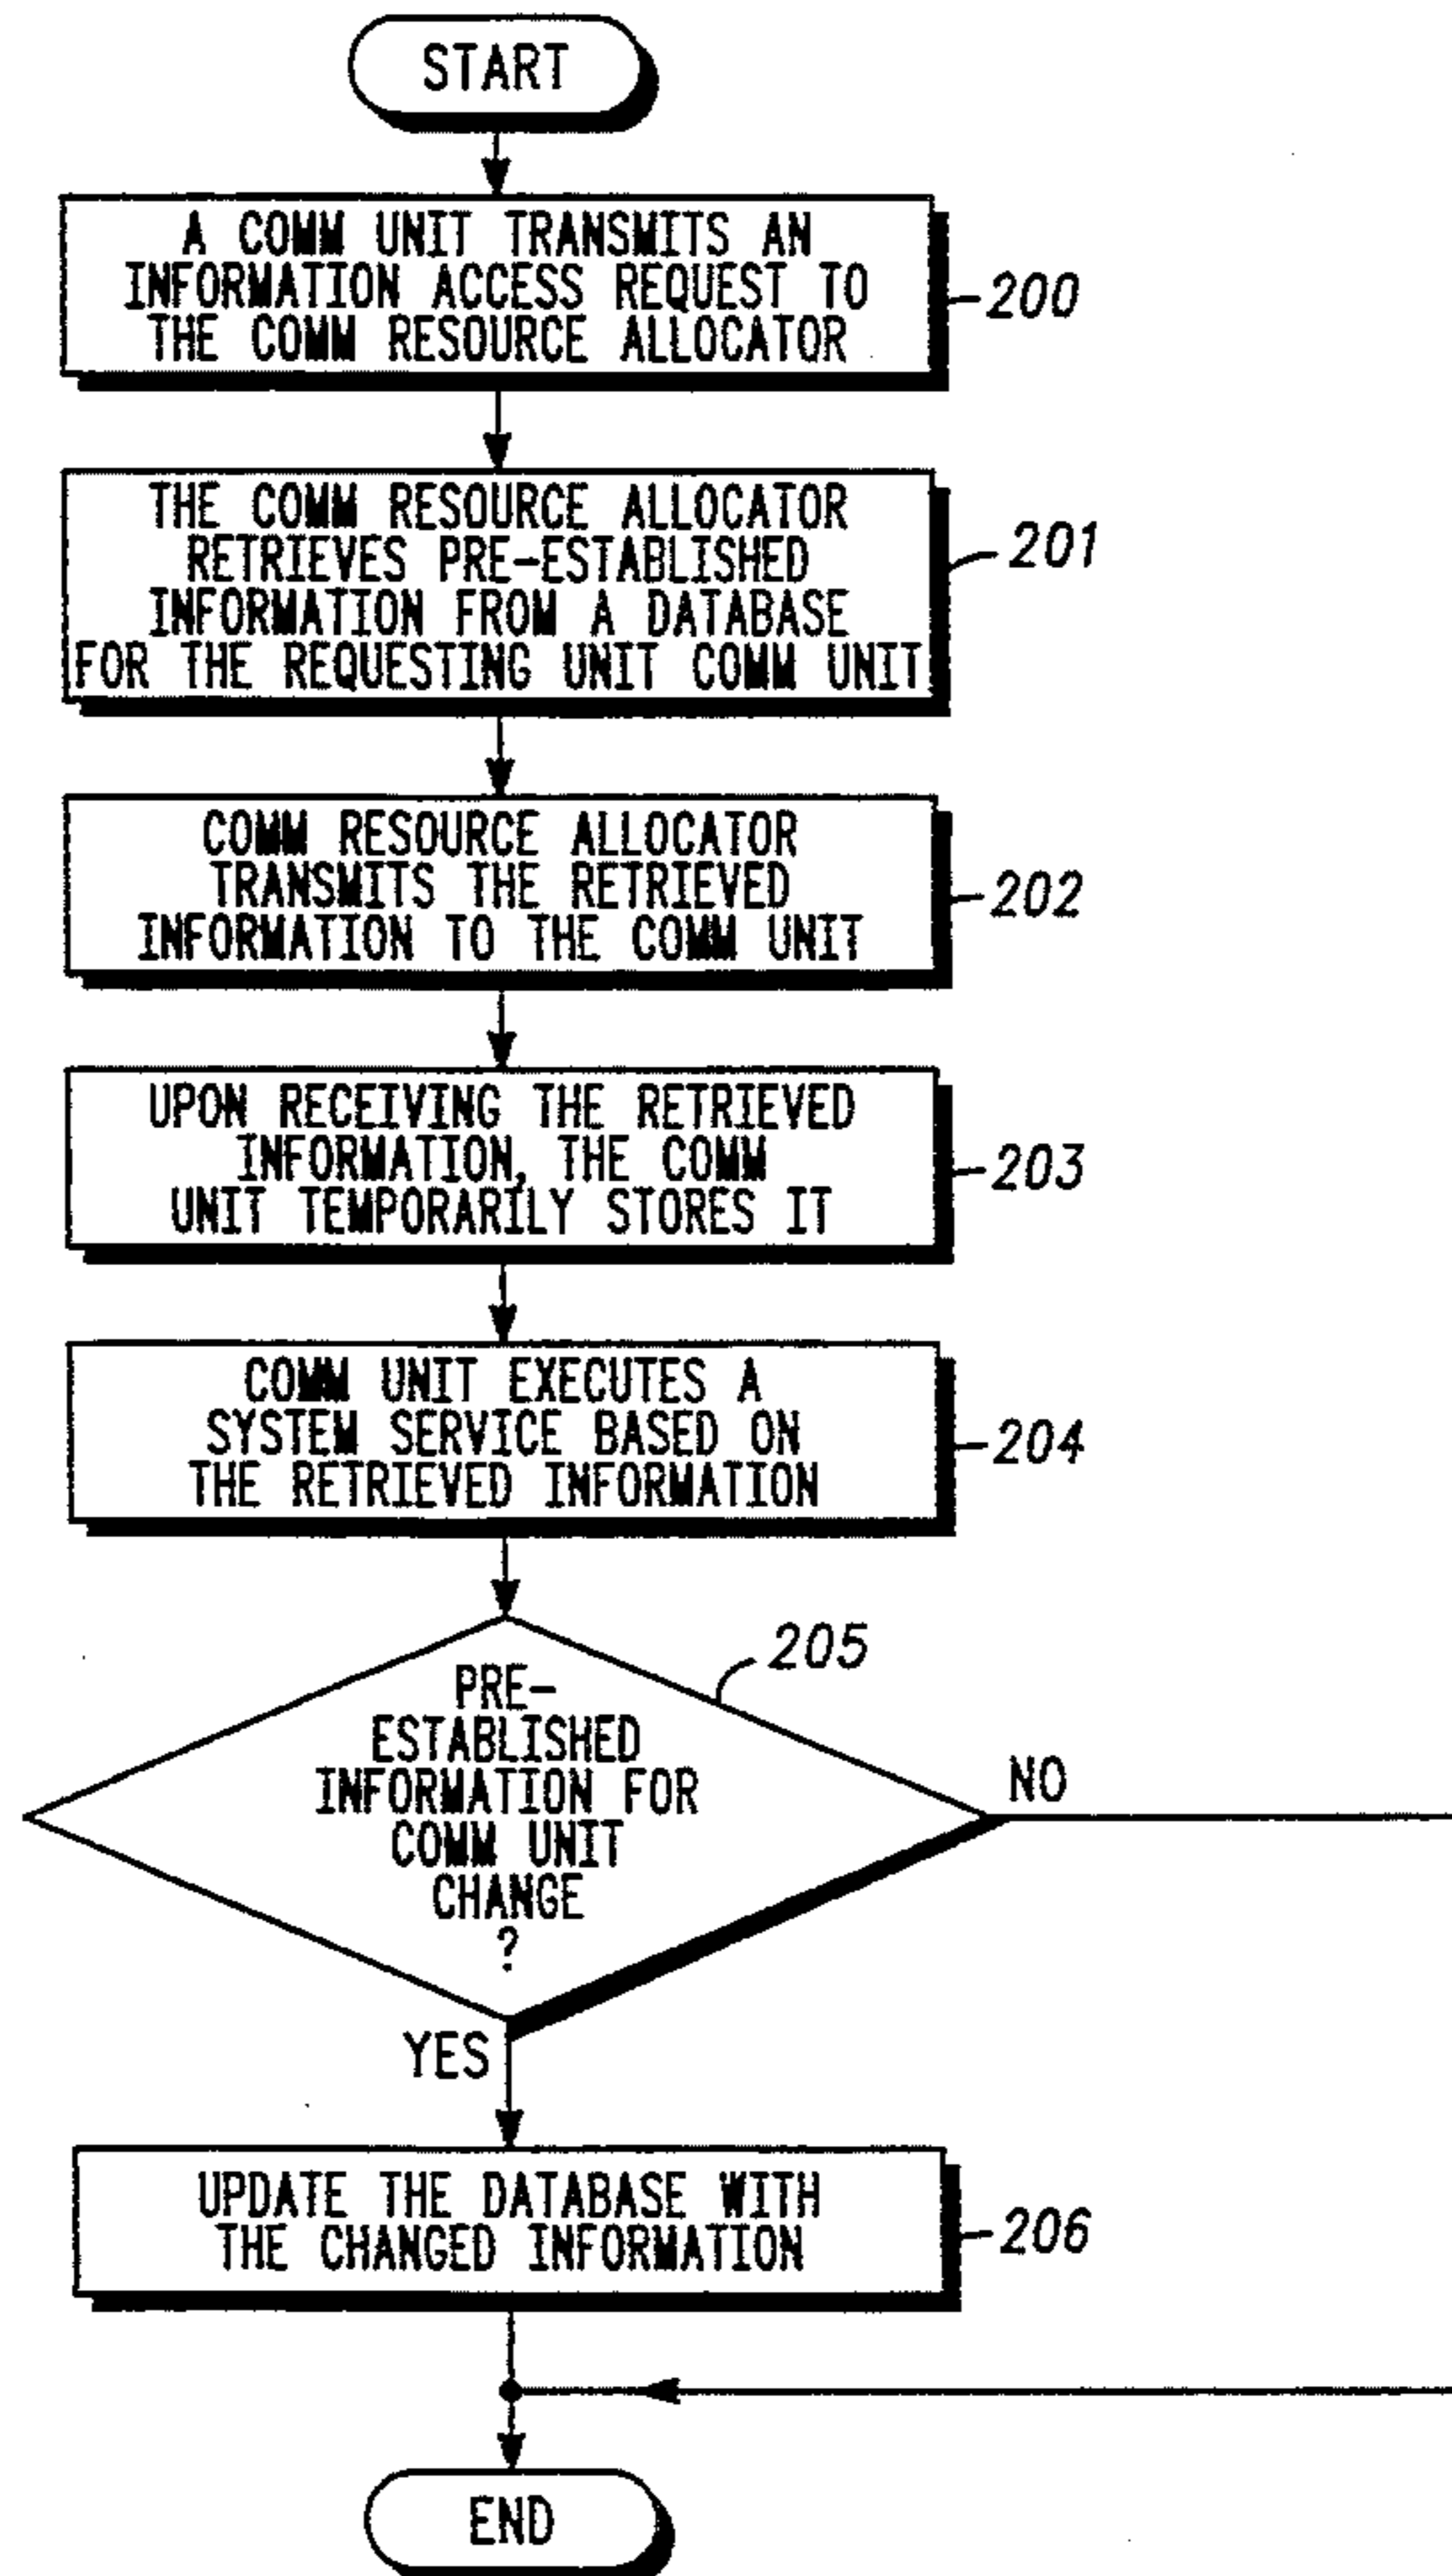 START
A COMM UNIT TRANSMITS AN
INFORMATION ACCESS REQUEST TO
THE COMM RESOURCE ALLOCATOR
200
THE COMM RESOURCE ALLOCATOR
RETRIEVES PRE-ESTABLISHED
INFORMATION FROM A DATABASE
FOR THE REQUESTING UNIT COMM UNIT
201
COMM RESOURCE ALLOCATOR
TRANSMITS THE RETRIEVED
INFORMATION TO THE COMM UNIT
202
UPON RECEIVING THE RETRIEVED
INFORMATION, THE COMM
UNIT TEMPORARILY STORES IT
203
COMM UNIT EXECUTES A
SYSTEM SERVICE BASED ON
THE RETRIEVED INFORMATION
204
205
PRE-
ESTABLISHED
INFORMATION FOR
COMM UNIT
CHANGE
?
NO
YES
UPDATE THE DATABASE WITH
THE CHANGED INFORMATION
206
END